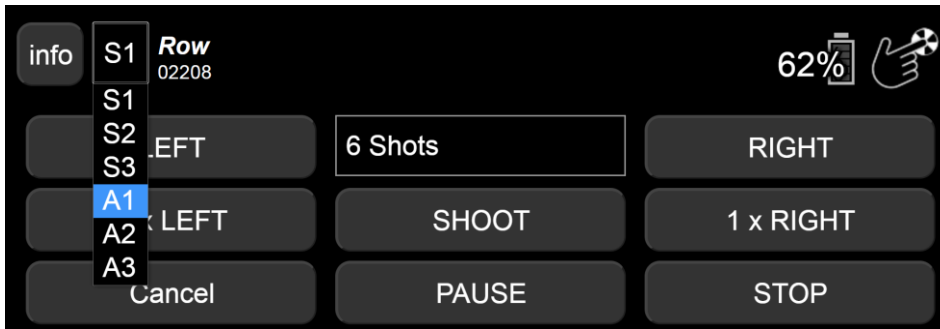 info
S1
Row
02208
62%
S1
S2
S3
A1
A2
A3
LEFT
6 Shots
RIGHT
x LEFT
SHOOT
1 x RIGHT
Cancel
PAUSE
STOP